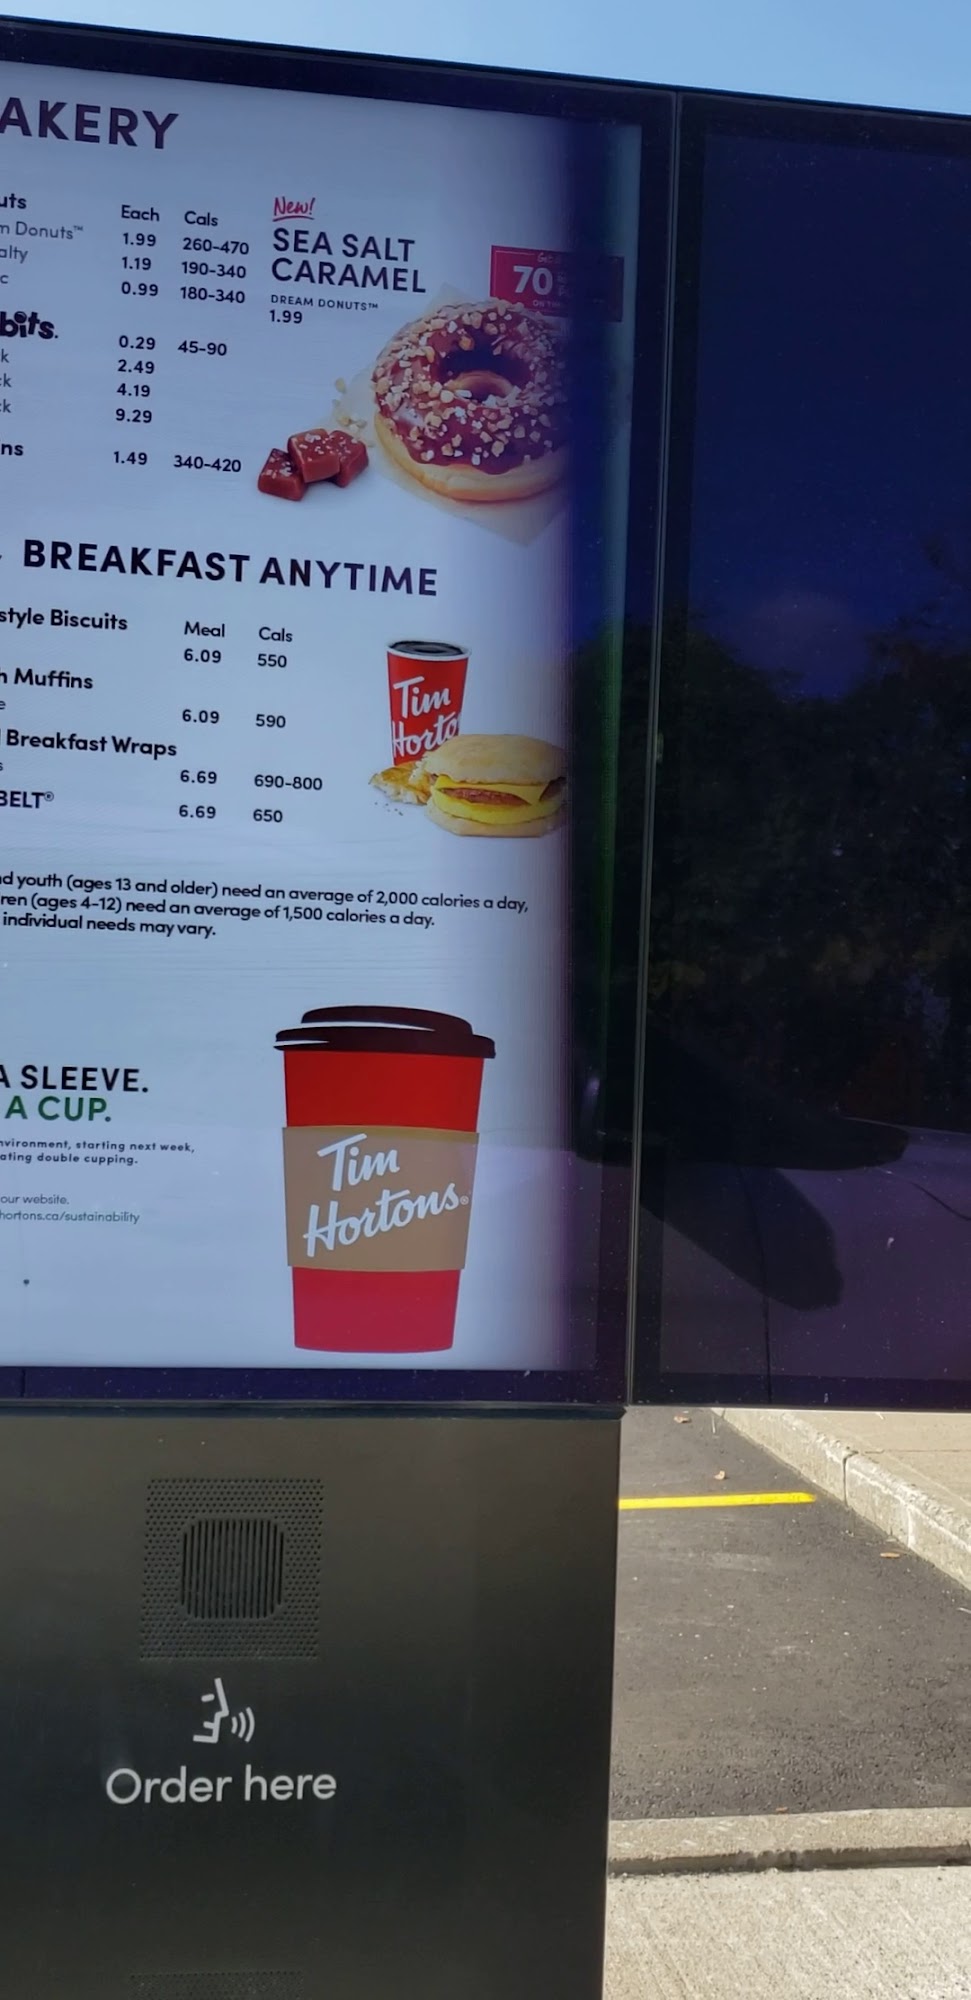 AKERY
uts Each Cals
m Donuts™ 1.99 260-470
alty 1.19 190-340
c 0.99 180-340
bits.
0.29 45-90
k 2.49
ck 4.19
ck 9.29
ns 1.49 340-420
New!
SEA SALT
CARAMEL
DREAM DONUTS™
1.99
70
BREAKFAST ANYTIME
style Biscuits Meal Cals
6.09 550
h Muffins
e 6.09 590
Breakfast Wraps
s 6.69 690-800
BELT® 6.69 650
Tim
Horto
d youth (ages 13 and older) need an average of 2,000 calories a day,
ren (ages 4-12) need an average of 1,500 calories a day.
individual needs may vary.
A SLEEVE.
A CUP.
nvironment, starting next week,
ating double cupping.
our website.
hortons.ca/sustainability
Tim
Hortons®
Order here